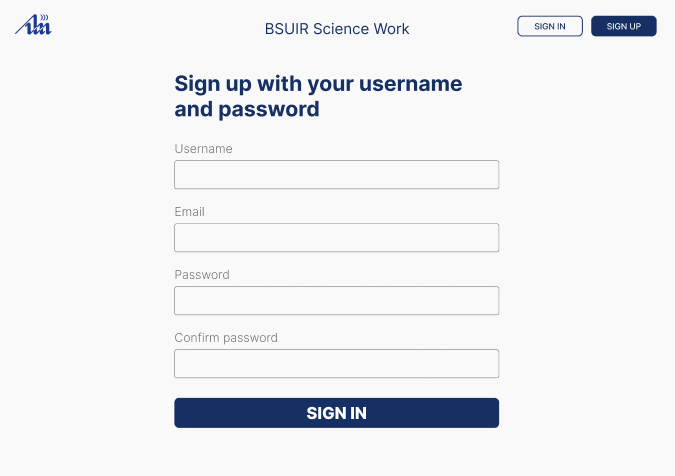 BSUIR Science Work
SIGN IN
SIGN UP
Sign up with your username
and password
Username
Email
Password
Confirm password
SIGN IN